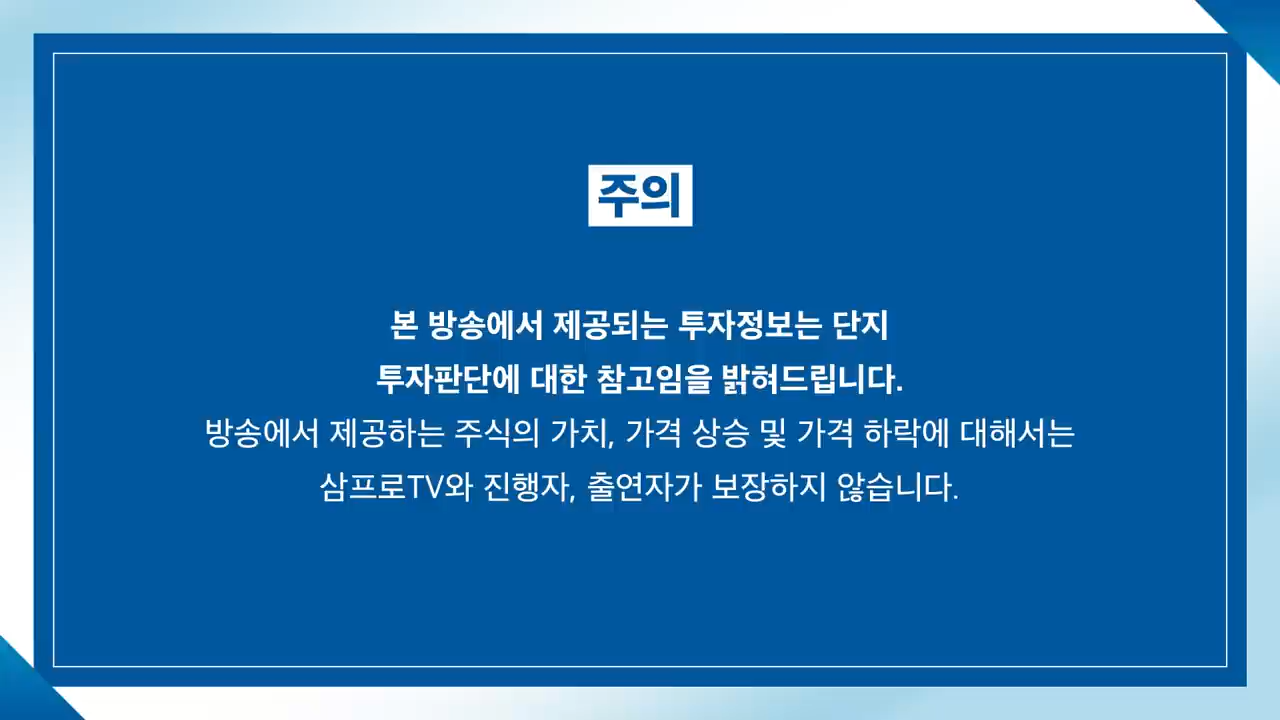 주의
본 방송에서 제공되는 투자정보는 단지
투자판단에 대한 참고임을 밝혀드립니다.
방송에서 제공하는 주식의 가치, 가격 상승 및 가격 하락에 대해서는
삼프로TV와 진행자, 출연자가 보장하지 않습니다.